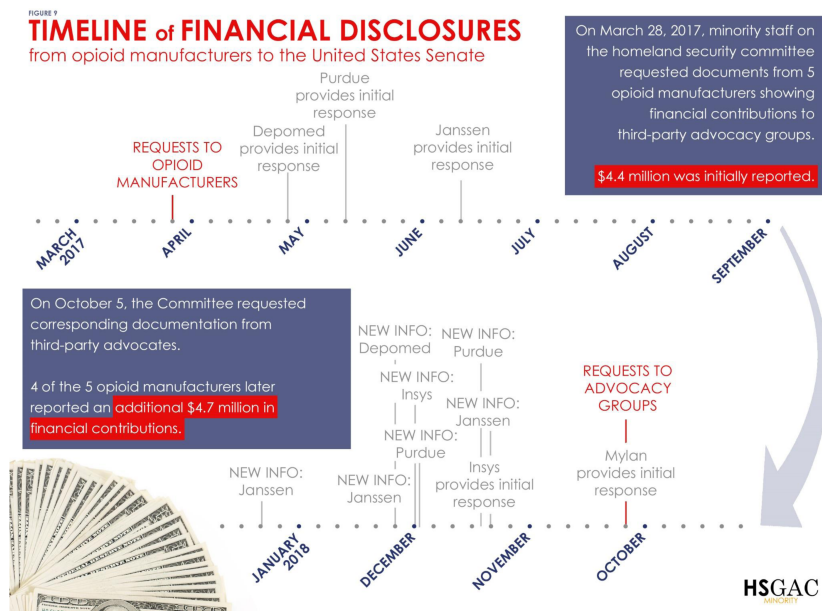 FIGURE 9
TIMELINE of FINANCIAL DISCLOSURES
from opioid manufacturers to the United States Senate
On March 28, 2017, minority staff on
the homeland security committee
requested documents from 5
opioid manufacturers showing
financial contributions to
third-party advocacy groups.
$4.4 million was initially reported.
REQUESTS TO
OPIOID
MANUFACTURERS
Depomed
provides initial
response
Purdue
provides initial
response
Janssen
provides initial
response
MARCH
2017
APRIL
MAY
JUNE
JULY
AUGUST
SEPTEMBER
On October 5, the Committee requested
corresponding documentation from
third-party advocates.
4 of the 5 opioid manufacturers later
reported an additional $4.7 million in
financial contributions.
NEW INFO:
Janssen
NEW INFO:
Depomed
NEW INFO:
Insys
NEW INFO:
Purdue
NEW INFO:
Janssen
NEW INFO:
Purdue
NEW INFO:
Janssen
Insys
provides initial
response
REQUESTS TO
ADVOCACY
GROUPS
Mylan
provides initial
response
JANUARY
2018
DECEMBER
NOVEMBER
OCTOBER
HSGAC
MINORITY